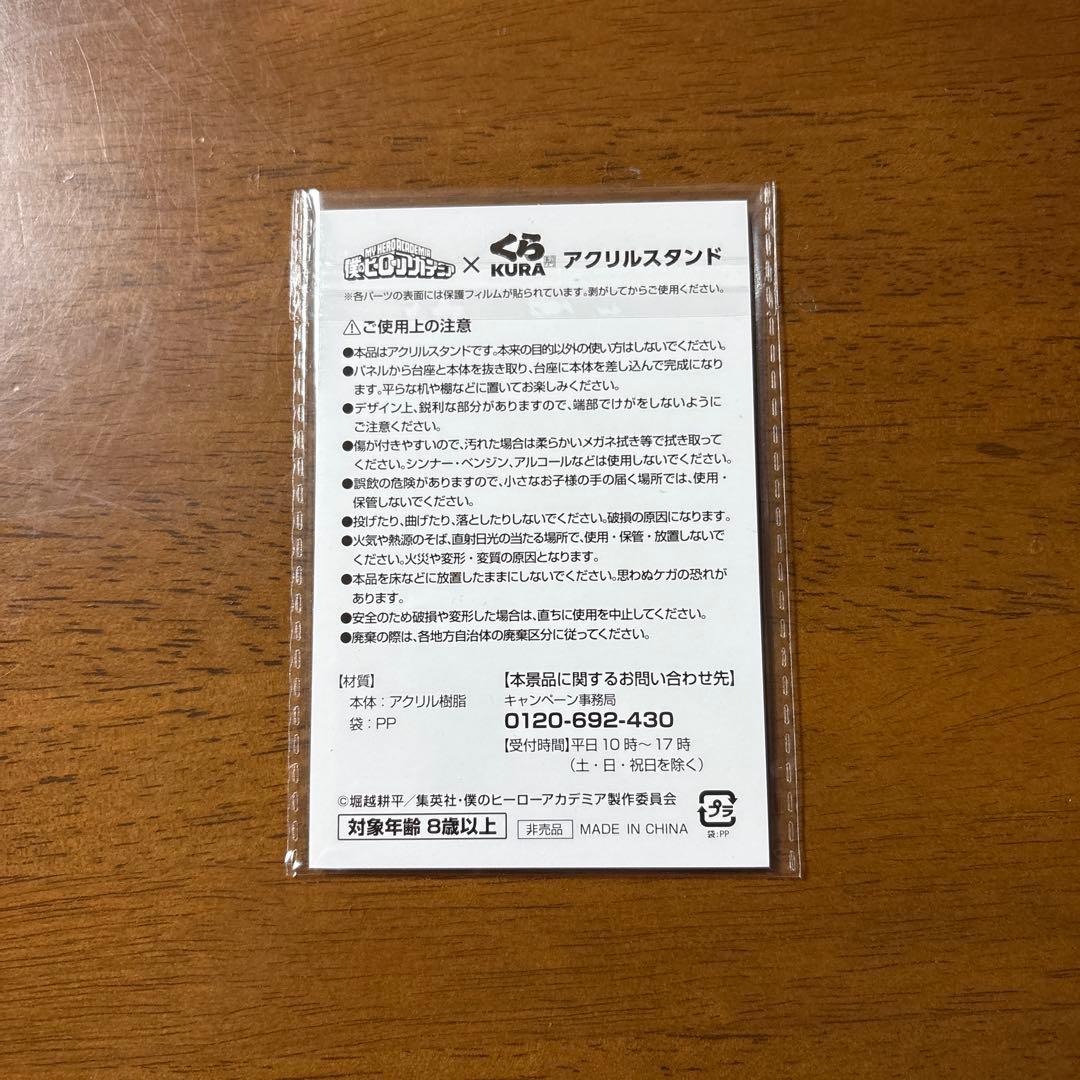 MY HERO ACADEMIA
僕のヒーローアカデミア × くら KURA アクリルスタンド
※各パーツの表面には保護フィルムが貼られています。剥がしてからご使用ください。
⚠ご使用上の注意
●本品はアクリルスタンドです。本来の目的以外の使い方はしないでください。
●パネルから台座と本体を抜き取り、台座に本体を差し込んで完成になり
ます。平らな机や棚などに置いてお楽しみください。
●デザイン上、鋭利な部分がありますので、端部でけがをしないように
ご注意ください。
●傷が付きやすいので、汚れた場合は柔らかいメガネ拭き等で拭き取って
ください。シンナー・ベンジン、アルコールなどは使用しないでください。
●誤飲の危険がありますので、小さなお子様の手の届く場所では、使用・
保管しないでください。
●投げたり、曲げたり、落としたりしないでください。破損の原因になります。
●火気や熱源のそば、直射日光の当たる場所で、使用・保管・放置しないで
ください。火災や変形・変質の原因となります。
●本品を床などに放置したままにしないでください。思わぬケガの恐れが
あります。
●安全のため破損や変形した場合は、直ちに使用を中止してください。
●廃棄の際は、各地方自治体の廃棄区分に従ってください。
【材質】
本体：アクリル樹脂
袋：PP
【本景品に関するお問い合わせ先】
キャンペーン事務局
0120-692-430
【受付時間】平日10時～17時
（土・日・祝日を除く）
©堀越耕平／集英社・僕のヒーローアカデミア製作委員会
対象年齢 8歳以上 非売品 MADE IN CHINA
プラ
袋:PP